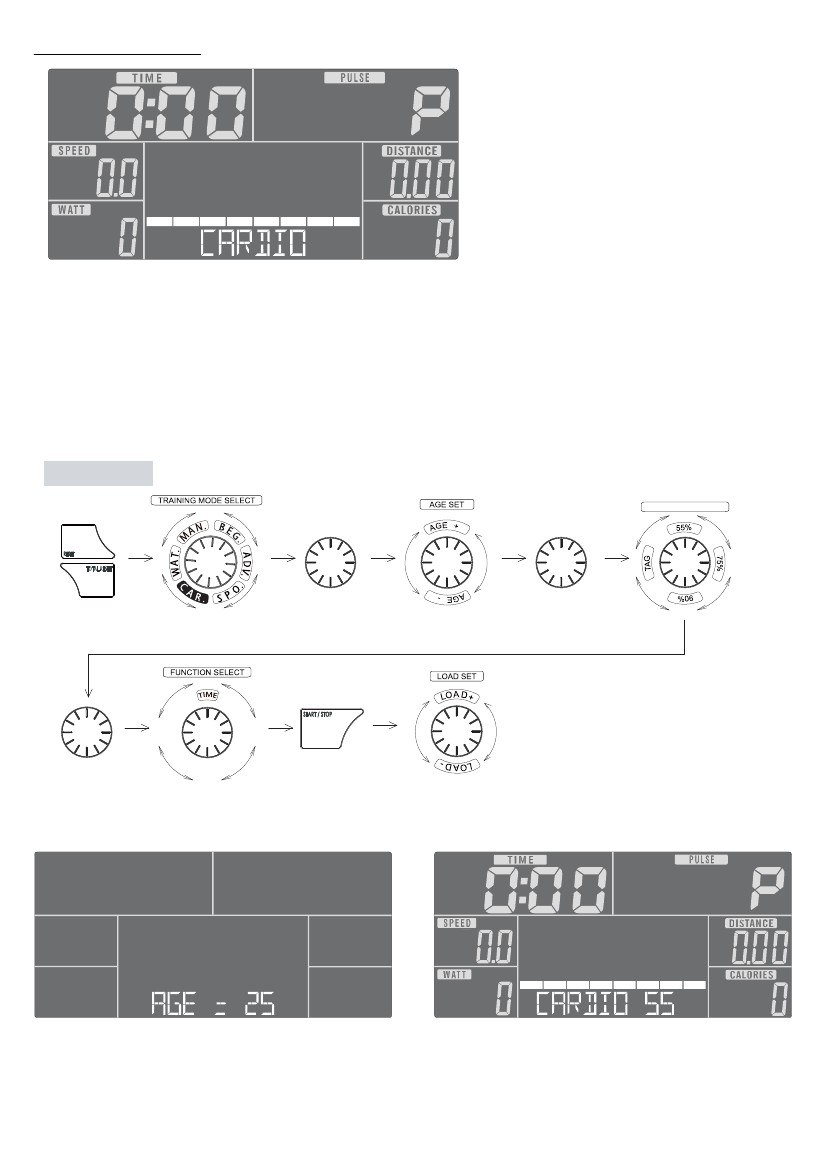 TIME PULSE
0:00 P
SPEED DISTANCE
0.0 0.00
WATT CALORIES
0 0
CARDIO
TRAINING MODE SELECT
MAN. BEG.
WAT. ADV.
CAR. SPO.
AGE SET
AGE +
AGE -
55%
TAG 75%
90%
FUNCTION SELECT
TIME
START / STOP
LOAD SET
LOAD+
LOAD-
AGE = 25
TIME PULSE
0:00 P
SPEED DISTANCE
0.0 0.00
WATT CALORIES
0 0
CARDIO 55